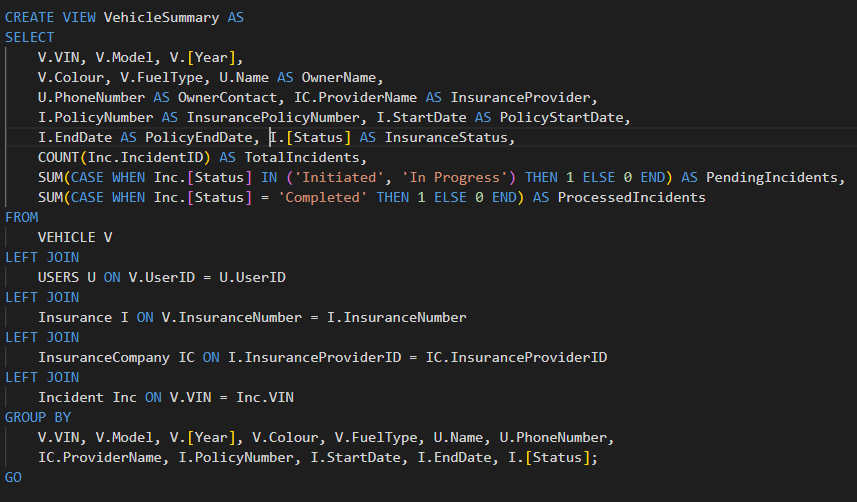 CREATE VIEW VehicleSummary AS
SELECT
V.VIN, V.Model, V.[Year],
V.Colour, V.FuelType, U.Name AS OwnerName,
U.PhoneNumber AS OwnerContact, IC.ProviderName AS InsuranceProvider,
I.PolicyNumber AS InsurancePolicyNumber, I.StartDate AS PolicyStartDate,
I.EndDate AS PolicyEndDate, I.[Status] AS InsuranceStatus,
COUNT(Inc.IncidentID) AS TotalIncidents,
SUM(CASE WHEN Inc.[Status] IN ('Initiated', 'In Progress') THEN 1 ELSE 0 END) AS PendingIncidents,
SUM(CASE WHEN Inc.[Status] = 'Completed' THEN 1 ELSE 0 END) AS ProcessedIncidents
FROM
VEHICLE V
LEFT JOIN
USERS U ON V.UserID = U.UserID
LEFT JOIN
Insurance I ON V.InsuranceNumber = I.InsuranceNumber
LEFT JOIN
InsuranceCompany IC ON I.InsuranceProviderID = IC.InsuranceProviderID
LEFT JOIN
Incident Inc ON V.VIN = Inc.VIN
GROUP BY
V.VIN, V.Model, V.[Year], V.Colour, V.FuelType, U.Name, U.PhoneNumber,
IC.ProviderName, I.PolicyNumber, I.StartDate, I.EndDate, I.[Status];
GO